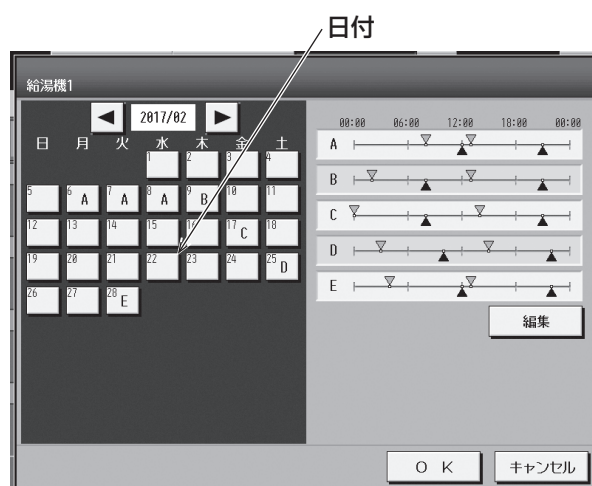 日付
給湯機1
◀ 2017/02 ▶
日 月 火 水 木 金 土
1 2 3 4
5 6 A 7 A 8 A 9 B 10 11
12 13 14 15 16 17 C 18
19 20 21 22 23 24 25 D
26 27 28 E
00:00 06:00 12:00 18:00 00:00
A
B
C
D
E
編集
O K
キャンセル